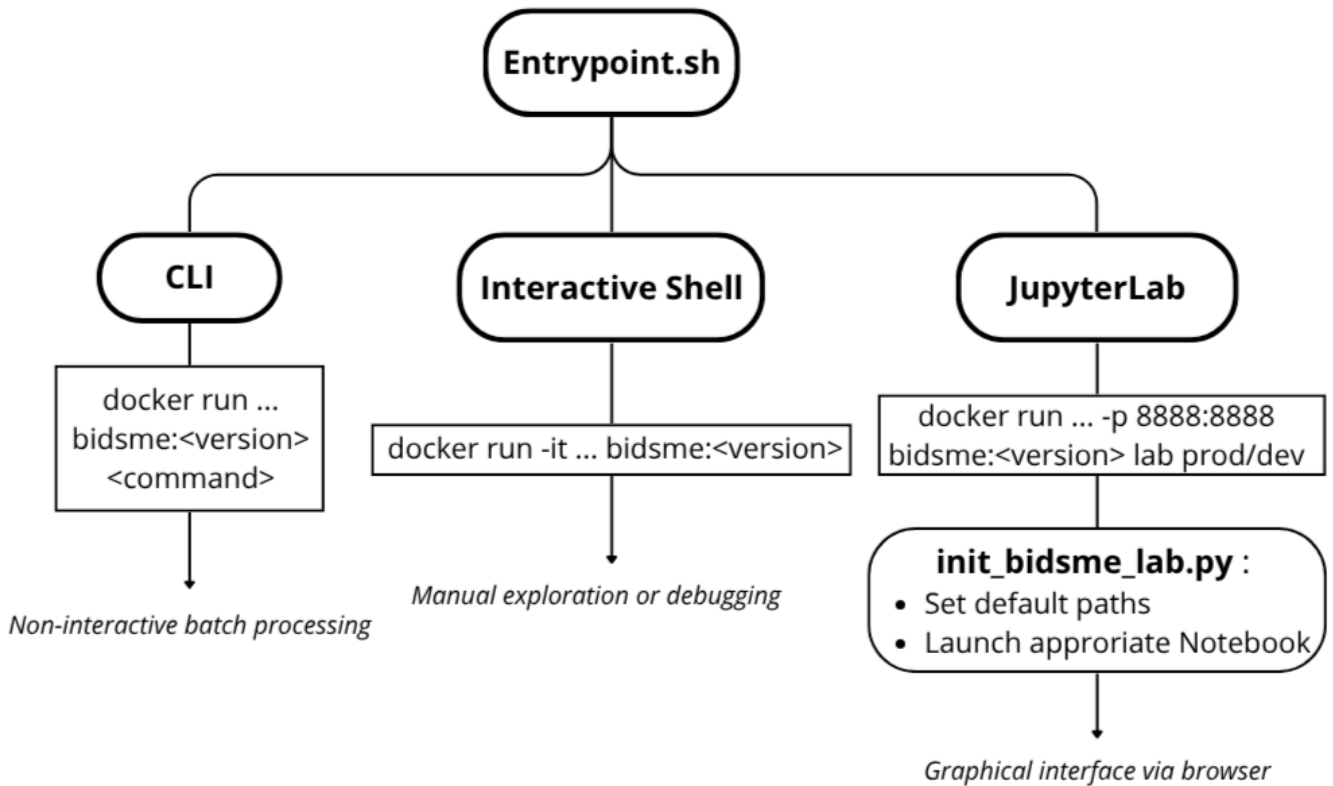 Entrypoint.sh
CLI
docker run ...
bidsme:<version>
<command>
Non-interactive batch processing
Interactive Shell
docker run -it ... bidsme:<version>
Manual exploration or debugging
JupyterLab
docker run ... -p 8888:8888
bidsme:<version> lab prod/dev
init_bidsme_lab.py :
• Set default paths
• Launch approriate Notebook
Graphical interface via browser